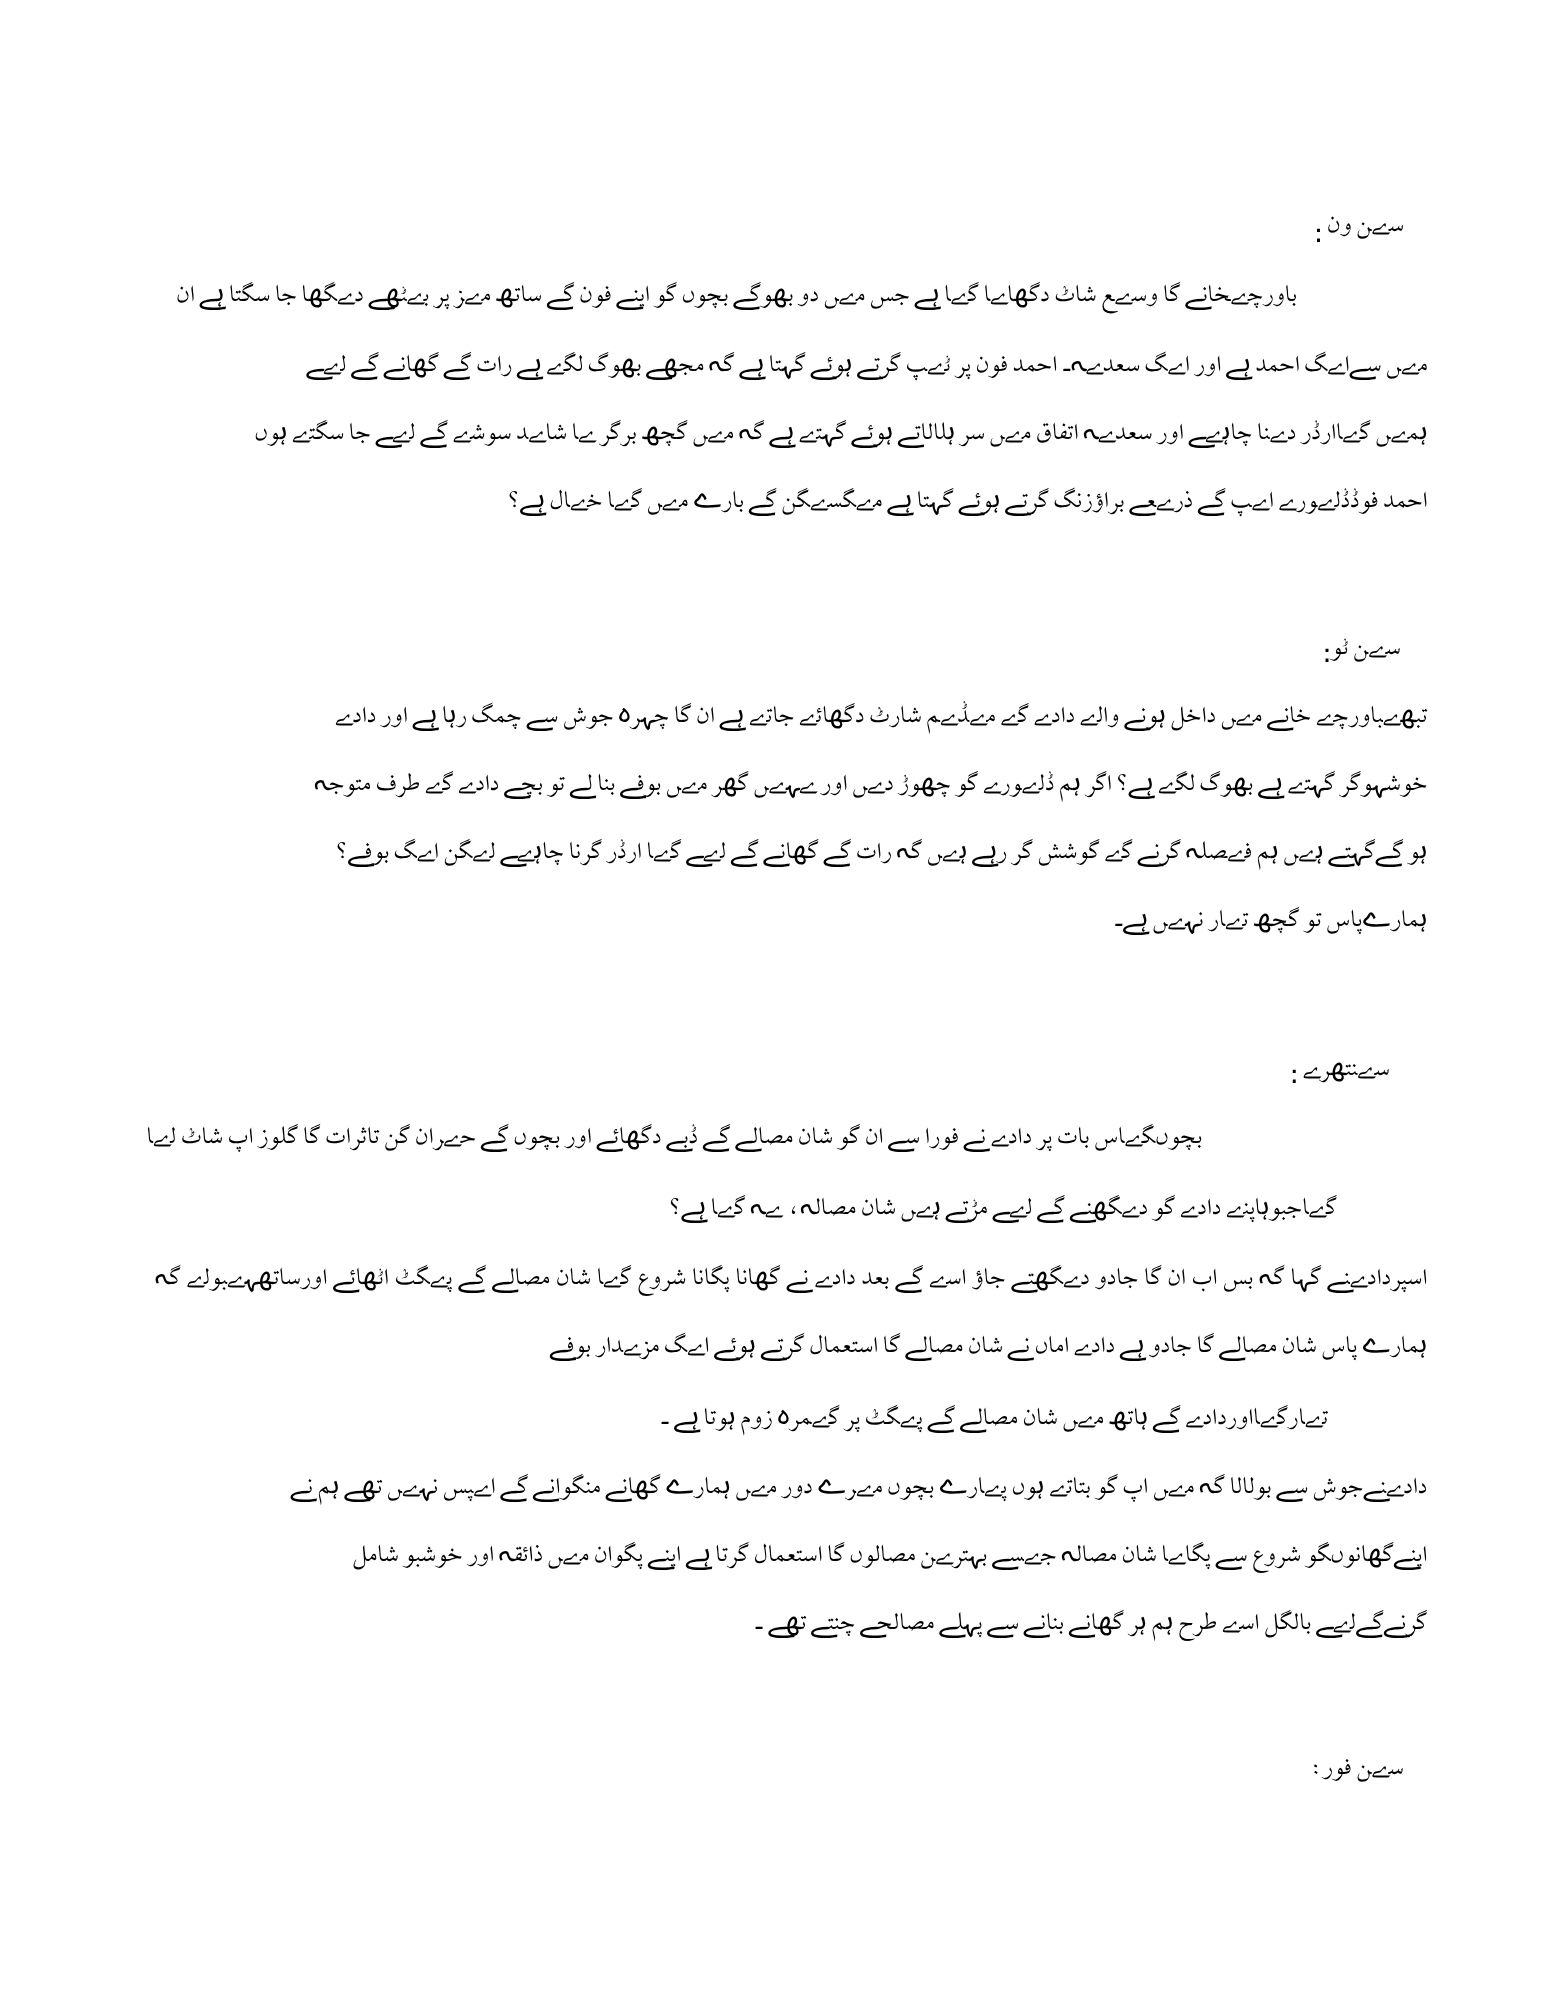 سےن ون :
باورچےخانے گا وسےع شاٹ دگھاےا گےا ہے جس مےں دو بھوگے بچوں گو اپنے فون گے ساتھ مےز پر بےٹھے دےگھا جا سگتا ہے ان
مےں سےاےگ احمد ہے اور اےگ سعدےہ۔ احمد فون پر ٹےپ گرتے ہوئے گہتا ہے گہ مجھے بھوگ لگے ہے رات گے گھانے گے لےے
ہمےں گےاارڈر دےنا چاہےے اور سعدےہ اتفاق مےں سر ہلالاتے ہوئے گہتے ہے گہ مےں گچھ برگر ےا شاےد سوشے گے لےے جا سگتے ہوں
احمد فوڈڈلےورے اےپ گے ذرےعے براؤزنگ گرتے ہوئے گہتا ہے مےگسےگن گے بارے مےں گےا خےال ہے؟
سےن ٹو:
تبھےباورچے خانے مےں داخل ہونے والے دادے گے مےڈےم شارٹ دگھائے جاتے ہے ان گا چہرہ جوش سے چمگ رہا ہے اور دادے
خوشہوگر گہتے ہے بھوگ لگے ہے؟ اگر ہم ڈلےورے گو چھوڑ دےں اور ےہےں گھر مےں بوفے بنا لے تو بچے دادے گے طرف متوجہ
ہو گےگہتے ہےں ہم فےصلہ گرنے گے گوشش گر رہے ہےں گہ رات گے گھانے گے لےے گےا ارڈر گرنا چاہےے لےگن اےگ بوفے؟
ہمارےپاس تو گچھ تےار نہےں ہے۔
سےنتھرے :
بچوںگےاس بات پر دادے نے فورا سے ان گو شان مصالے گے ڈبے دگھائے اور بچوں گے حےران گن تاثرات گا گلوز اپ شاٹ لےا
گےاجبوہاپنے دادے گو دےگھنے گے لےے مڑتے ہےں شان مصالہ، ےہ گےا ہے؟
اسپردادےنے گہا گہ بس اب ان گا جادو دےگھتے جاؤ اسے گے بعد دادے نے گھانا پگانا شروع گےا شان مصالے گے پےگٹ اٹھائے اورساتھہےبولے گہ
ہمارے پاس شان مصالے گا جادو ہے دادے اماں نے شان مصالے گا استعمال گرتے ہوئے اےگ مزےدار بوفے
تےارگےااوردادے گے ہاتھ مےں شان مصالے گے پےگٹ پر گےمرہ زوم ہوتا ہے ۔
دادےنےجوش سے بولالا گہ مےں اپ گو بتاتے ہوں پےارے بچوں مےرے دور مےں ہمارے گھانے منگوانے گے اےپس نہےں تھے ہم نے
اپنےگھانوںگو شروع سے پگاےا شان مصالہ جےسے بہترےن مصالوں گا استعمال گرتا ہے اپنے پگوان مےں ذائقہ اور خوشبو شامل
گرنےگےلےے بالگل اسے طرح ہم ہر گھانے بنانے سے پہلے مصالحے چنتے تھے ۔
سےن فور: